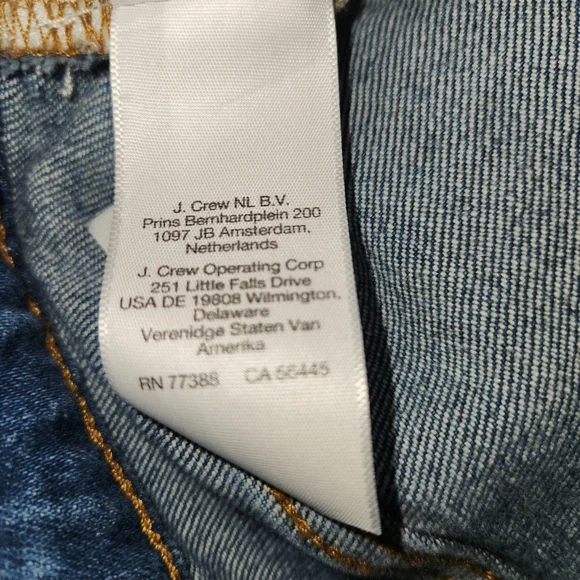 J. Crew NL B.V.
Prins Bernhardplein 200
1097 JB Amsterdam,
Netherlands
J. Crew Operating Corp
251 Little Falls Drive
USA DE 19808 Wilmington,
Delaware
Verenidge Staten Van
Amerika
RN 77388 CA 56445